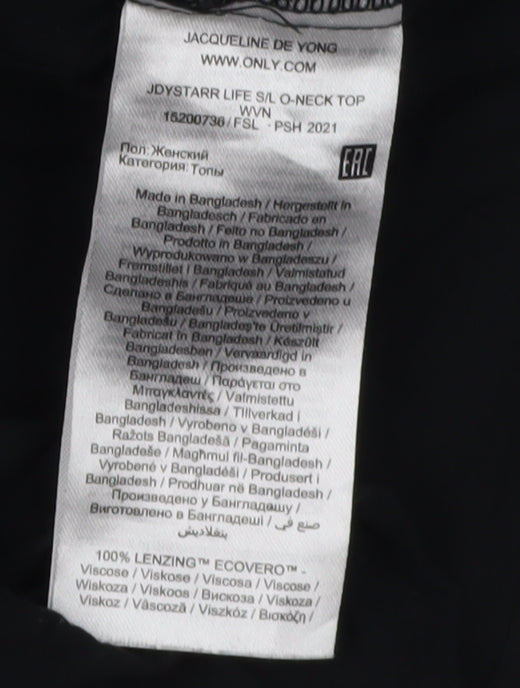 JACQUELINE DE YONG
WWW.ONLY.COM
JDYSTARR LIFE S/L O-NECK TOP
WVN
15200736/FSL - PSH 2021
Пол: Женский
Категория: Топы
EAC
Made in Bangladesh / Hergestellt in
Bangladesch / Fabricado en
Bangladesh / Feito no Bangladesh /
Prodotto in Bangladesh /
Wyprodukowano w Bangladeszu /
Fremstillet i Bangladesh / Valmistatud
Bangladeshis / Fabriqué au Bangladesh /
Сделано в Бангладеше / Proizvedeno u
Bangladešu / Proizvedeno v
Bangladešu / Bangladeş'te Üretilmiştir /
Fabricat în Bangladesh / Készült
Bangladesben / Vervaardigd in
Bangladesh / Произведено в
Бангладеш / Παράγεται στο
Μπαγκλαντές / Valmistettu
Bangladeshissa / Tillverkad i
Bangladesh / Vyrobeno v Bangladéši /
Ražots Bangladešā / Pagaminta
Bangladeše / Magħmul fil-Bangladesh /
Vyrobené v Bangladéši / Produsert i
Bangladesh / Prodhuar në Bangladesh /
Произведено у Бангладашу /
Виготовлено в Бангладеші / صنع في
بنغلاديش
100% LENZING™ ECOVERO™ -
Viscose / Viskose / Viscosa / Viscose /
Wiskoza / Viskoos / Вискоза / Viskoza /
Viskoz / Vâscoză / Viszkóz / Βισκόζη /